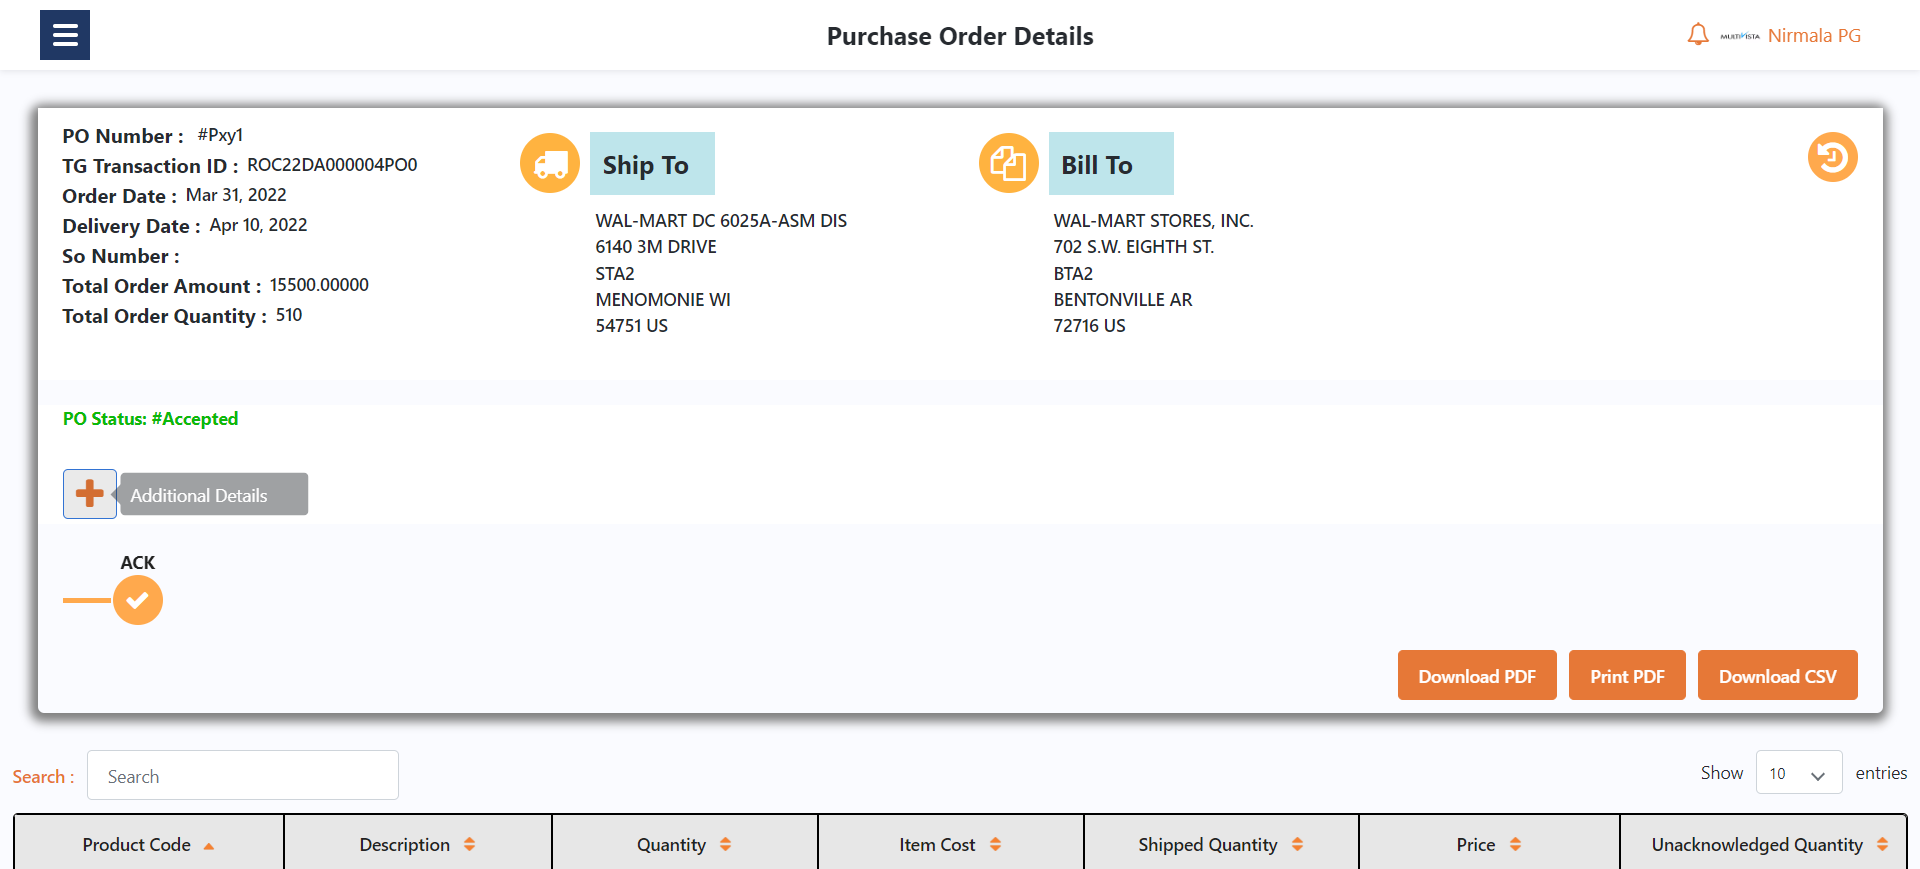 Purchase Order Details
MULTIVISTA Nirmala PG
PO Number : #Pxy1
TG Transaction ID : ROC22DA000004PO0
Order Date : Mar 31, 2022
Delivery Date : Apr 10, 2022
So Number :
Total Order Amount : 15500.00000
Total Order Quantity : 510
Ship To
WAL-MART DC 6025A-ASM DIS
6140 3M DRIVE
STA2
MENOMONIE WI
54751 US
Bill To
WAL-MART STORES, INC.
702 S.W. EIGHTH ST.
BTA2
BENTONVILLE AR
72716 US
PO Status: #Accepted
Additional Details
ACK
Download PDF Print PDF Download CSV
Search : Search Show 10 entries
Product Code Description Quantity Item Cost Shipped Quantity Price Unacknowledged Quantity